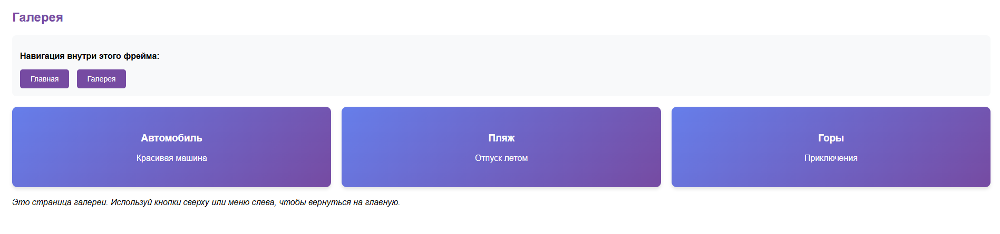 Галерея
Навигация внутри этого фрейма:
Главная
Галерея
Автомобиль
Красивая машина
Пляж
Отпуск летом
Горы
Приключения
Это страница галереи. Используй кнопки сверху или меню слева, чтобы вернуться на главную.